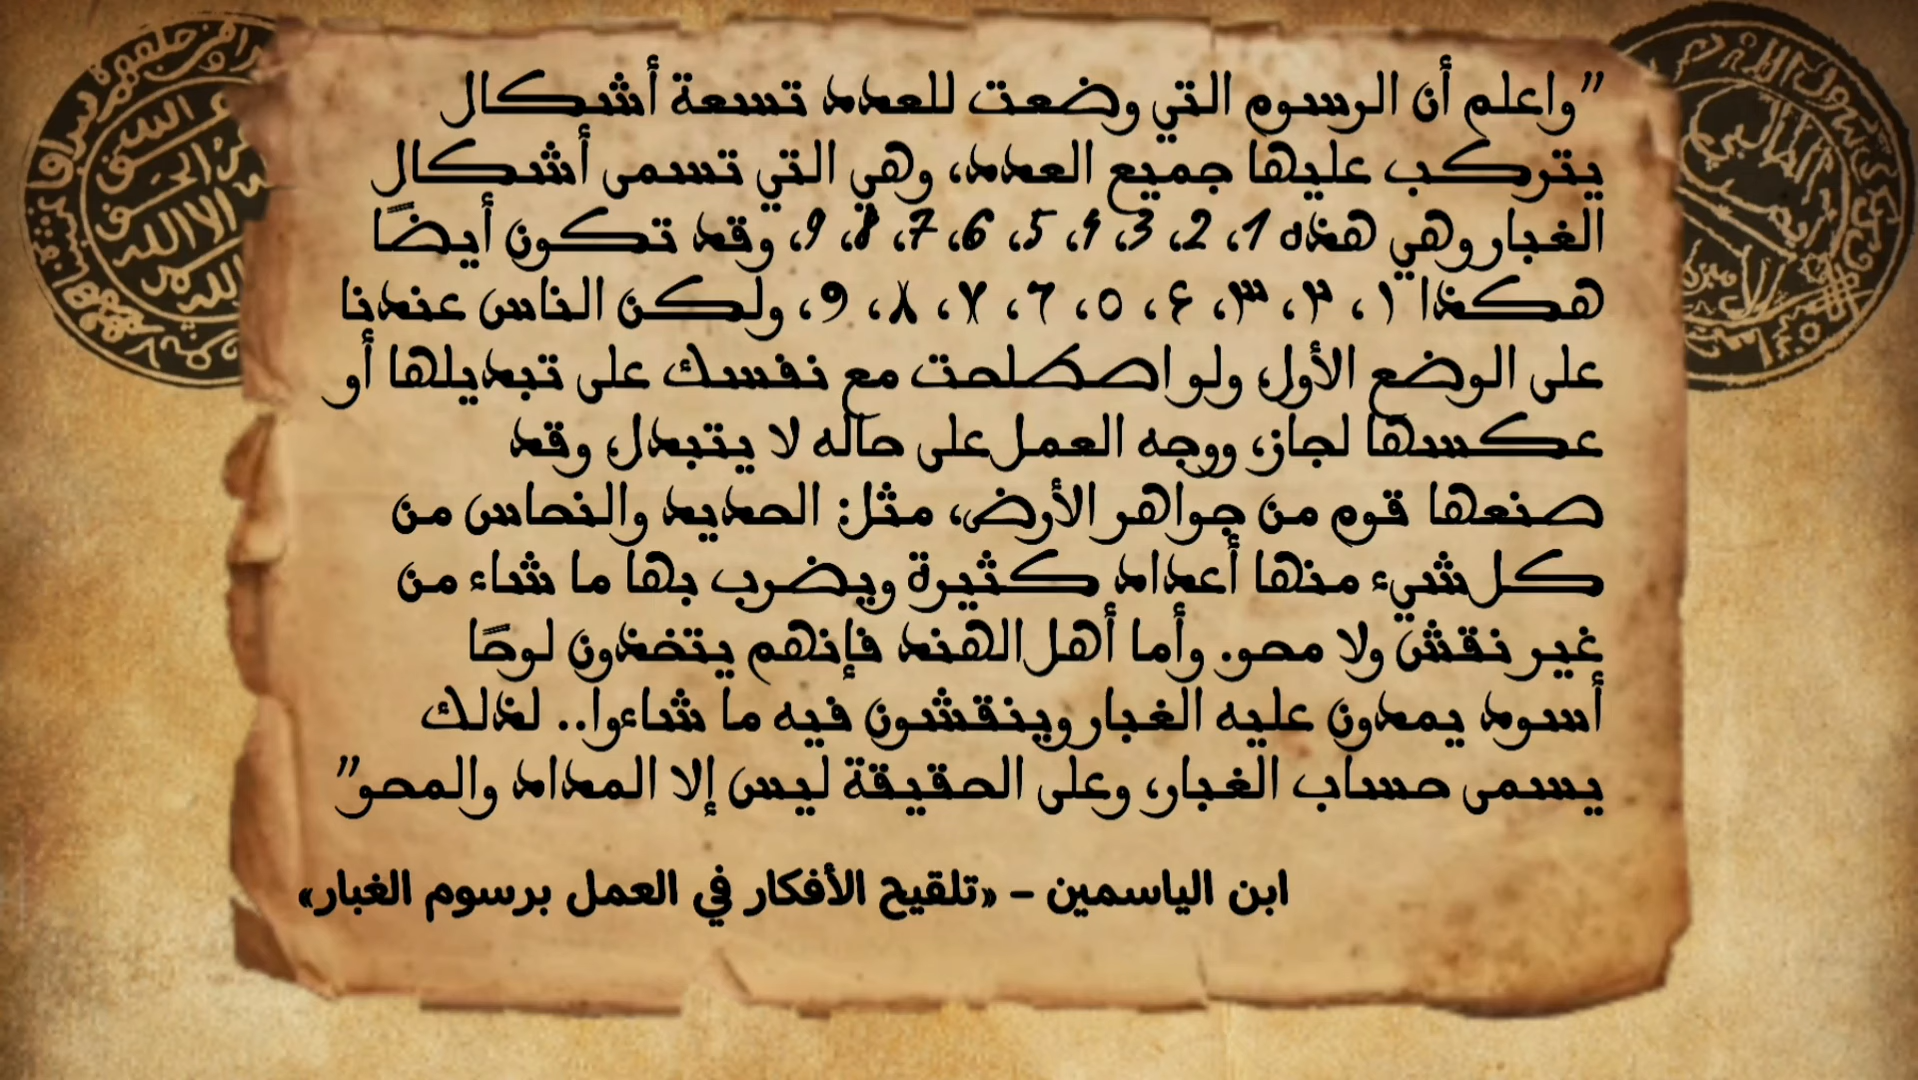 ”واعلم أن الرسوم التي وضعت للعدد تسعة أشكال
يتركب عليها جميع العدد، وهي التي تسمى أشكال
الغبار وهي هذه 1، 2، 3، 4، 5، 6، 7، 8، 9، وقد تكون أيضًا
هكذا ١، ٢، ٣، ۶، ٥، ٦، ٧، ٨، ٩، ولكن الناس عندنا
على الوضع الأول، ولو اصطلحت مع نفسك على تبديلها أو
عكسها لجاز، ووجه العمل على حاله لا يتبدل، وقد
صنعها قوم من جواهر الأرض، مثل: الحديد والنحاس من
كل شيء منها أعداد كثيرة ويضرب بها ما شاء من
غير نقش ولا محو. وأما أهل الهند فإنهم يتخذون لوحًا
أسود يمدون عليه الغبار وينقشون فيه ما شاءوا.. لذلك
يسمى حساب الغبار، وعلى الحقيقة ليس إلا المداد والمحو”
ابن الياسمين – «تلقيح الأفكار في العمل برسوم الغبار»